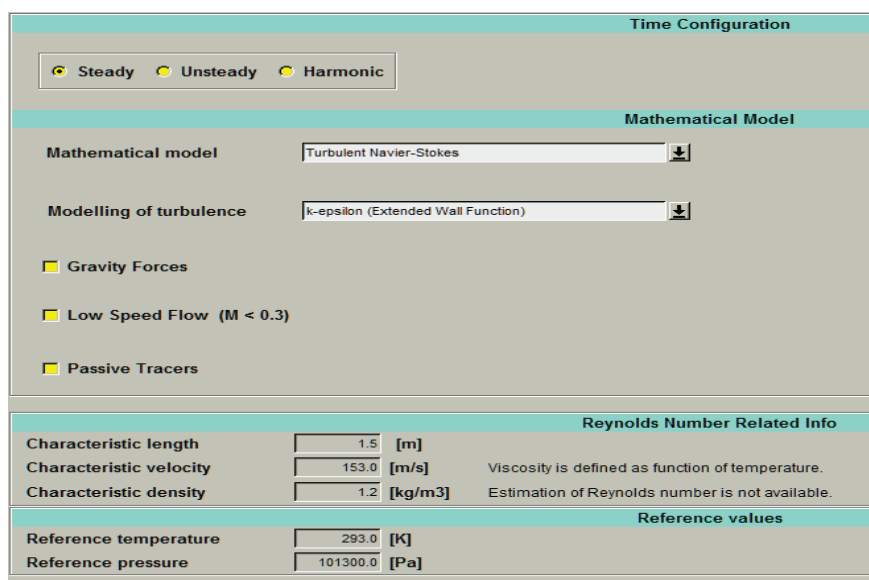 Time Configuration
Steady Unsteady Harmonic
Mathematical Model
Mathematical model Turbulent Navier-Stokes
Modelling of turbulence k-epsilon (Extended Wall Function)
Gravity Forces
Low Speed Flow (M < 0.3)
Passive Tracers
Reynolds Number Related Info
Characteristic length 1.5 [m]
Characteristic velocity 153.0 [m/s] Viscosity is defined as function of temperature.
Characteristic density 1.2 [kg/m3] Estimation of Reynolds number is not available.
Reference values
Reference temperature 293.0 [K]
Reference pressure 101300.0 [Pa]